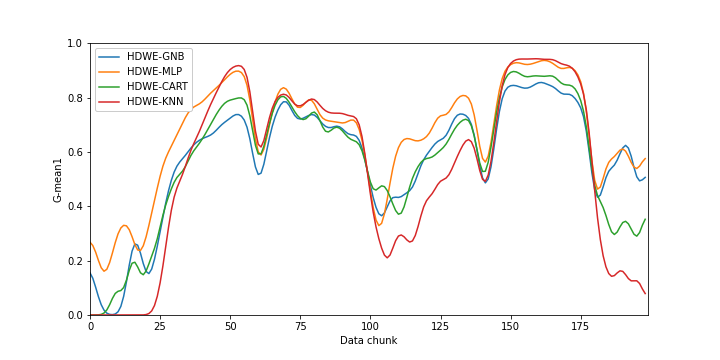 1.0
0.8
0.6
0.4
0.2
0.0
G-mean1
HDWE-GNB
HDWE-MLP
HDWE-CART
HDWE-KNN
0 25 50 75 100 125 150 175
Data chunk